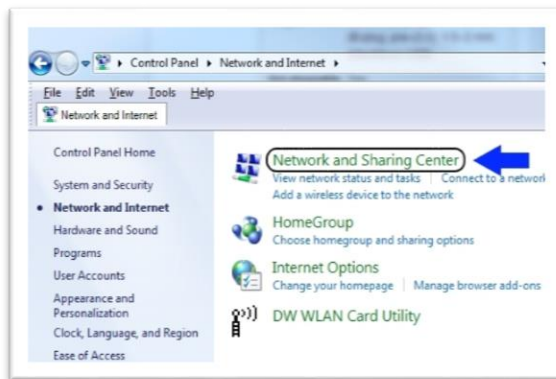 Control Panel ▸ Network and Internet ▸
File Edit View Tools Help
Network and Internet
Control Panel Home
System and Security
Network and Internet
Hardware and Sound
Programs
User Accounts
Appearance and
Personalization
Clock, Language, and Region
Ease of Access
Network and Sharing Center
View network status and tasks | Connect to a network
Add a wireless device to the network
HomeGroup
Choose homegroup and sharing options
Internet Options
Change your homepage | Manage browser add-ons
DW WLAN Card Utility